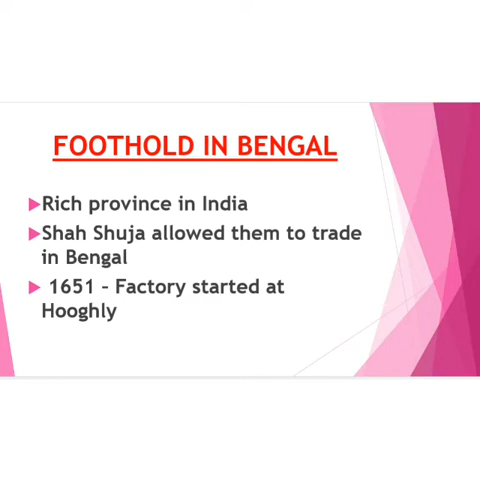 FOOTHOLD IN BENGAL
Rich province in India
Shah Shuja allowed them to trade
in Bengal
1651 - Factory started at
Hooghly